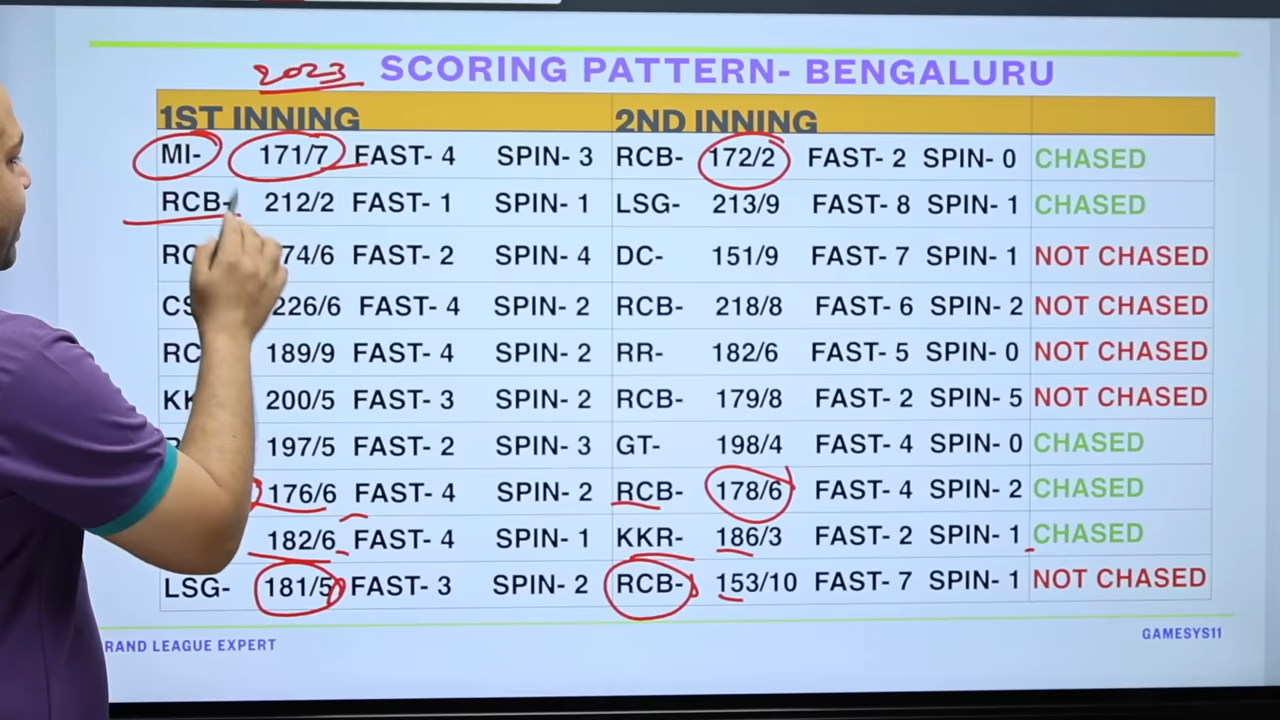 2023 SCORING PATTERN- BENGALURU
1ST INNING 2ND INNING
MI- 171/7 FAST- 4 SPIN- 3 RCB- 172/2 FAST- 2 SPIN- 0 CHASED
RCB- 212/2 FAST- 1 SPIN- 1 LSG- 213/9 FAST- 8 SPIN- 1 CHASED
RC 74/6 FAST- 2 SPIN- 4 DC- 151/9 FAST- 7 SPIN- 1 NOT CHASED
CS 226/6 FAST- 4 SPIN- 2 RCB- 218/8 FAST- 6 SPIN- 2 NOT CHASED
RC 189/9 FAST- 4 SPIN- 2 RR- 182/6 FAST- 5 SPIN- 0 NOT CHASED
KK 200/5 FAST- 3 SPIN- 2 RCB- 179/8 FAST- 2 SPIN- 5 NOT CHASED
197/5 FAST- 2 SPIN- 3 GT- 198/4 FAST- 4 SPIN- 0 CHASED
176/6 FAST- 4 SPIN- 2 RCB- 178/6 FAST- 4 SPIN- 2 CHASED
182/6 FAST- 4 SPIN- 1 KKR- 186/3 FAST- 2 SPIN- 1 CHASED
LSG- 181/5 FAST- 3 SPIN- 2 RCB- 153/10 FAST- 7 SPIN- 1 NOT CHASED
RAND LEAGUE EXPERT GAMESYS11